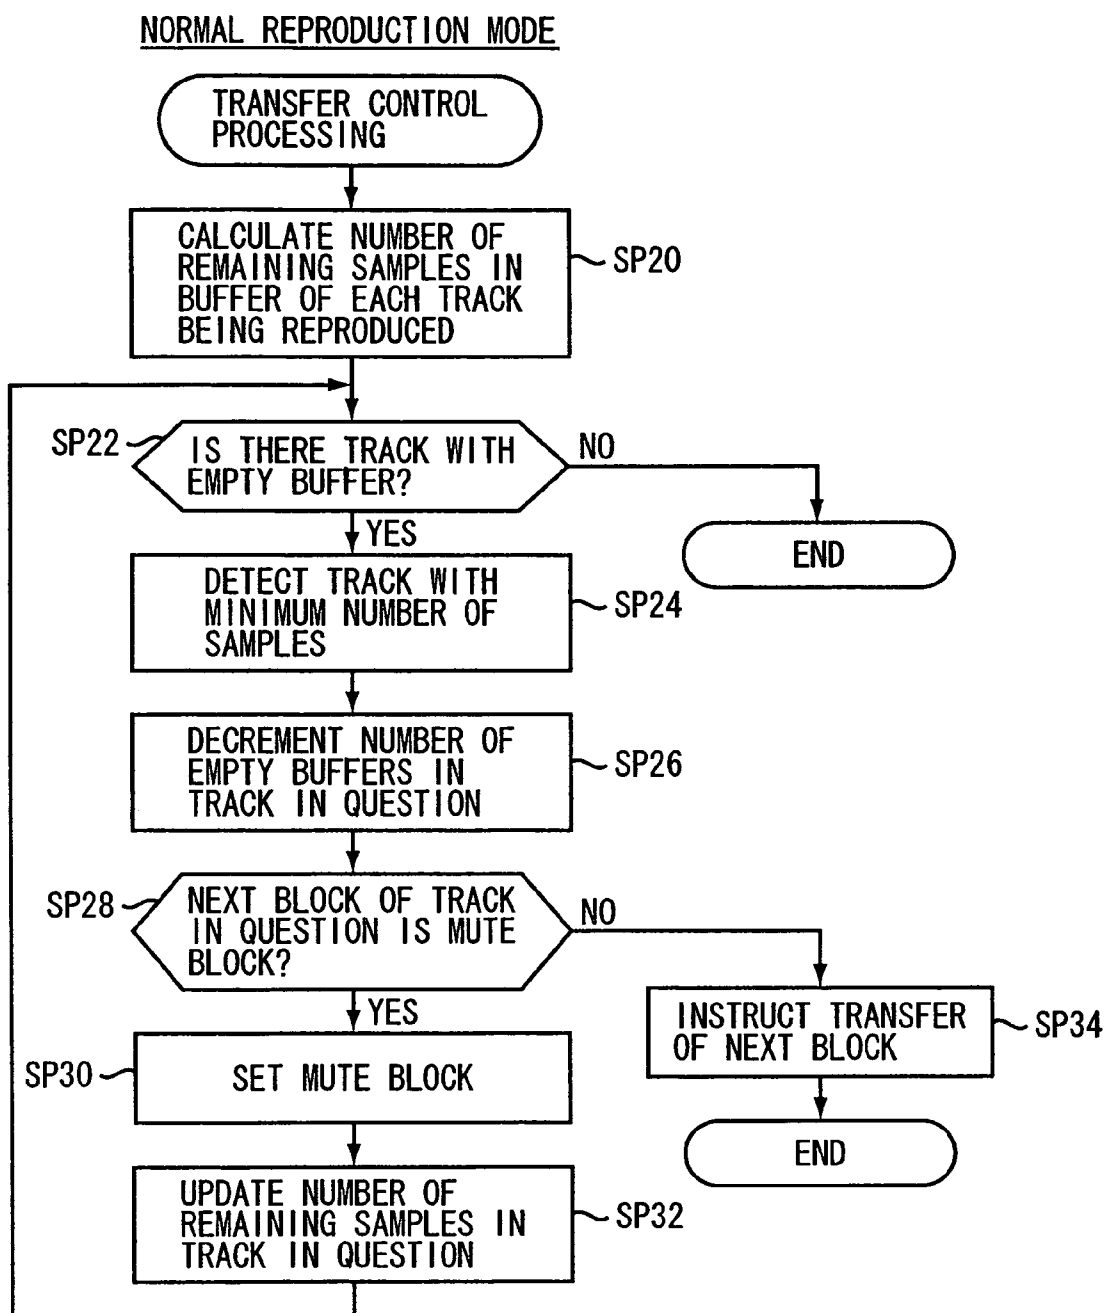 NORMAL REPRODUCTION MODE
TRANSFER CONTROL
PROCESSING
CALCULATE NUMBER OF
REMAINING SAMPLES IN
BUFFER OF EACH TRACK
BEING REPRODUCED
SP20
SP22
IS THERE TRACK WITH
EMPTY BUFFER?
NO
END
YES
DETECT TRACK WITH
MINIMUM NUMBER OF
SAMPLES
SP24
DECREMENT NUMBER OF
EMPTY BUFFERS IN
TRACK IN QUESTION
SP26
SP28
NEXT BLOCK OF TRACK
IN QUESTION IS MUTE
BLOCK?
NO
YES
INSTRUCT TRANSFER
OF NEXT BLOCK
SP34
SP30
SET MUTE BLOCK
END
UPDATE NUMBER OF
REMAINING SAMPLES IN
TRACK IN QUESTION
SP32